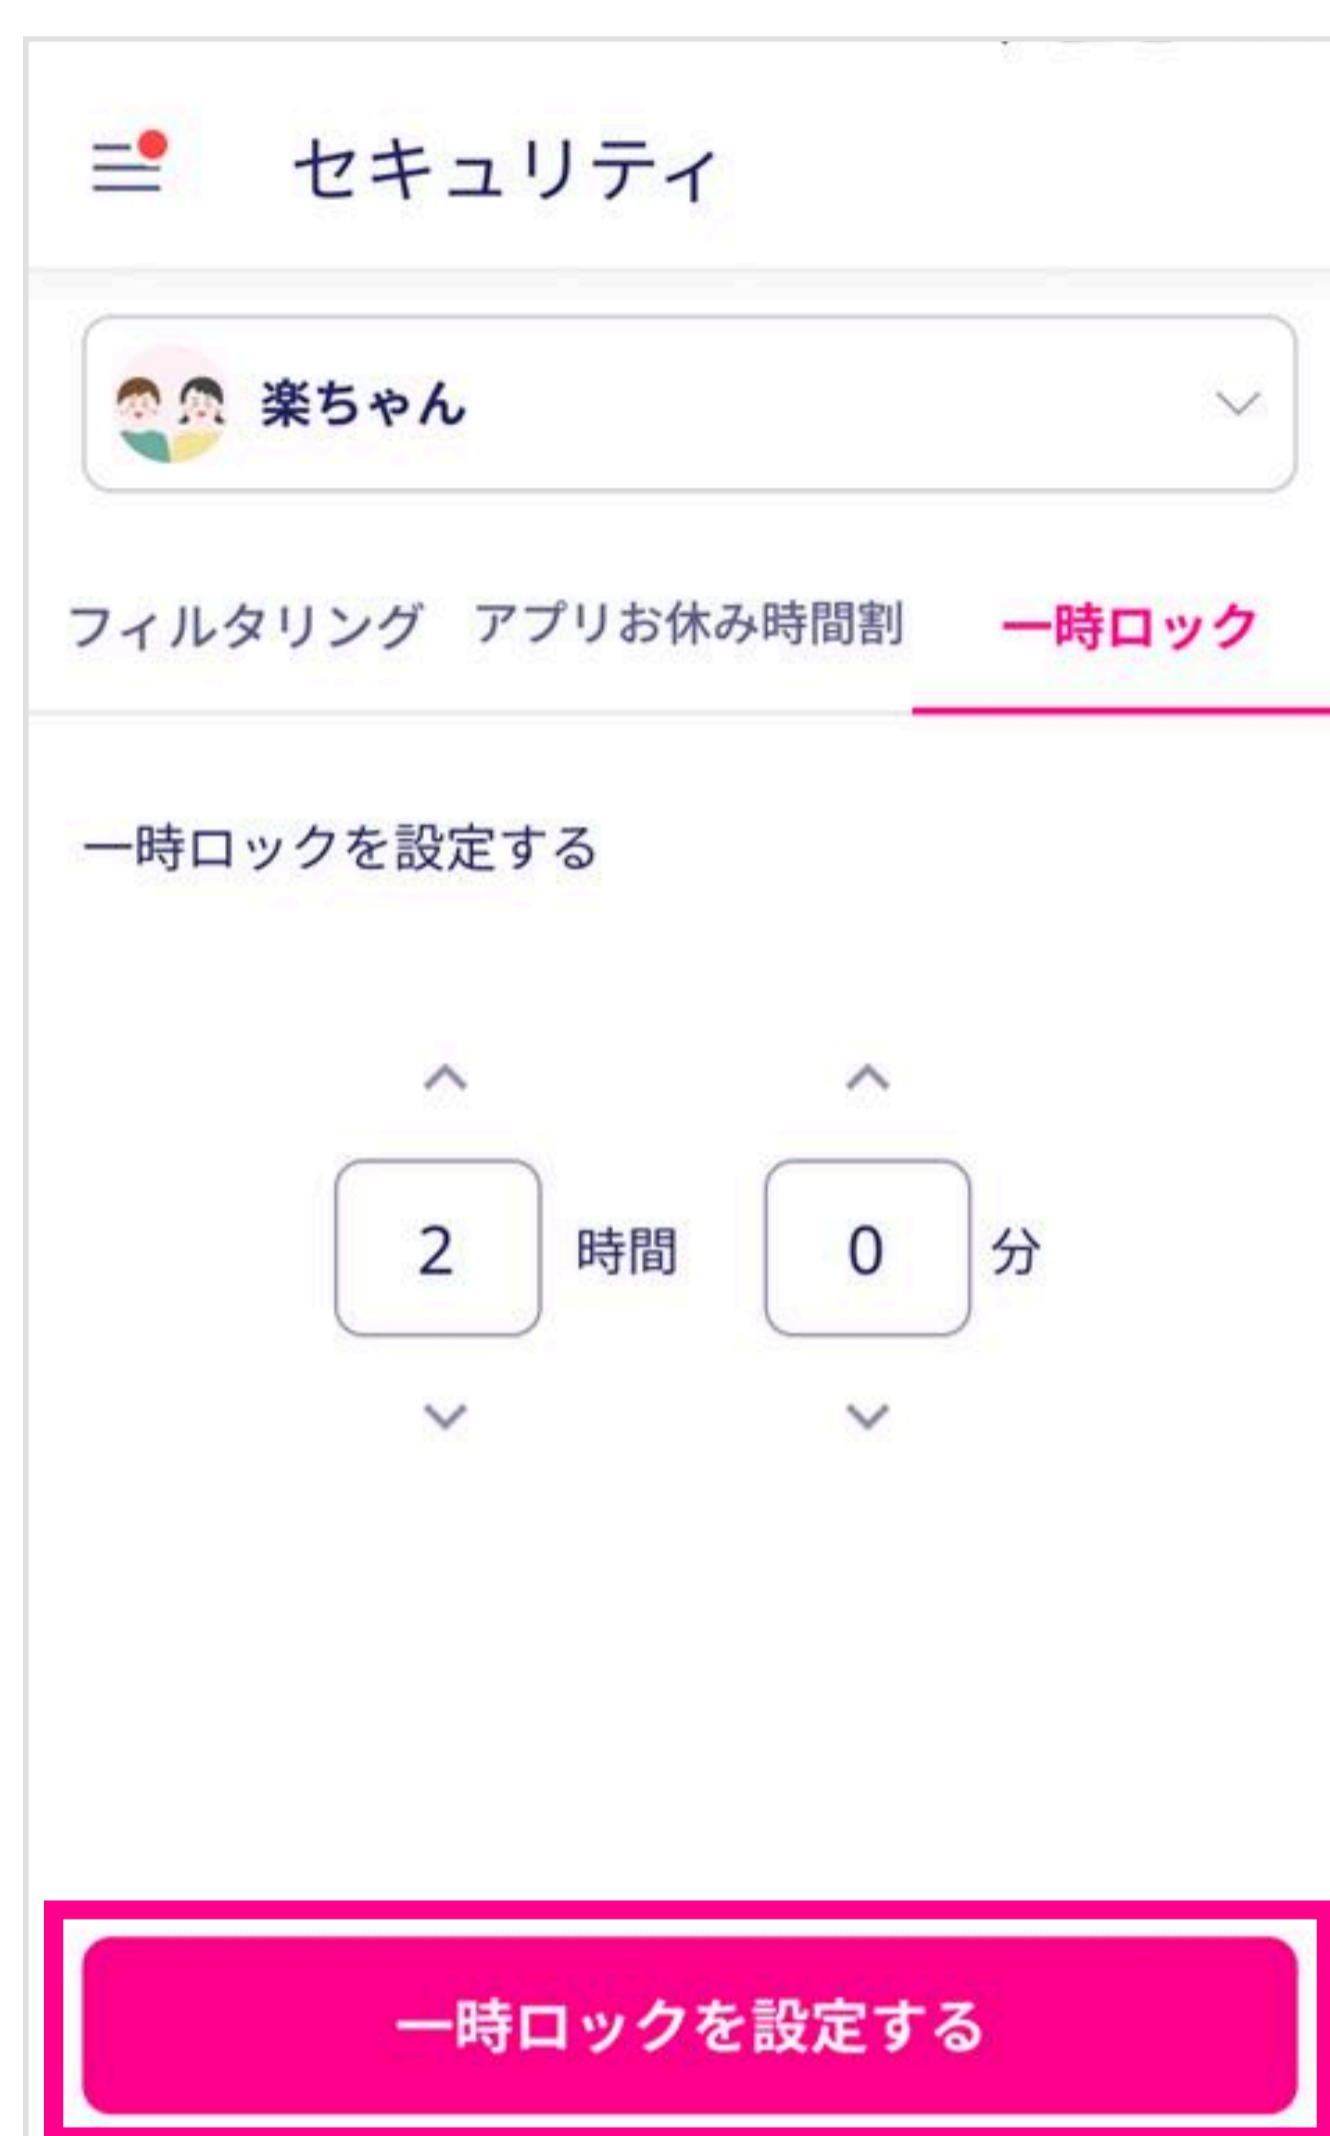 セキュリティ
楽ちゃん
フィルタリング アプリお休み時間割 一時ロック
一時ロックを設定する
2 時間 0 分
一時ロックを設定する